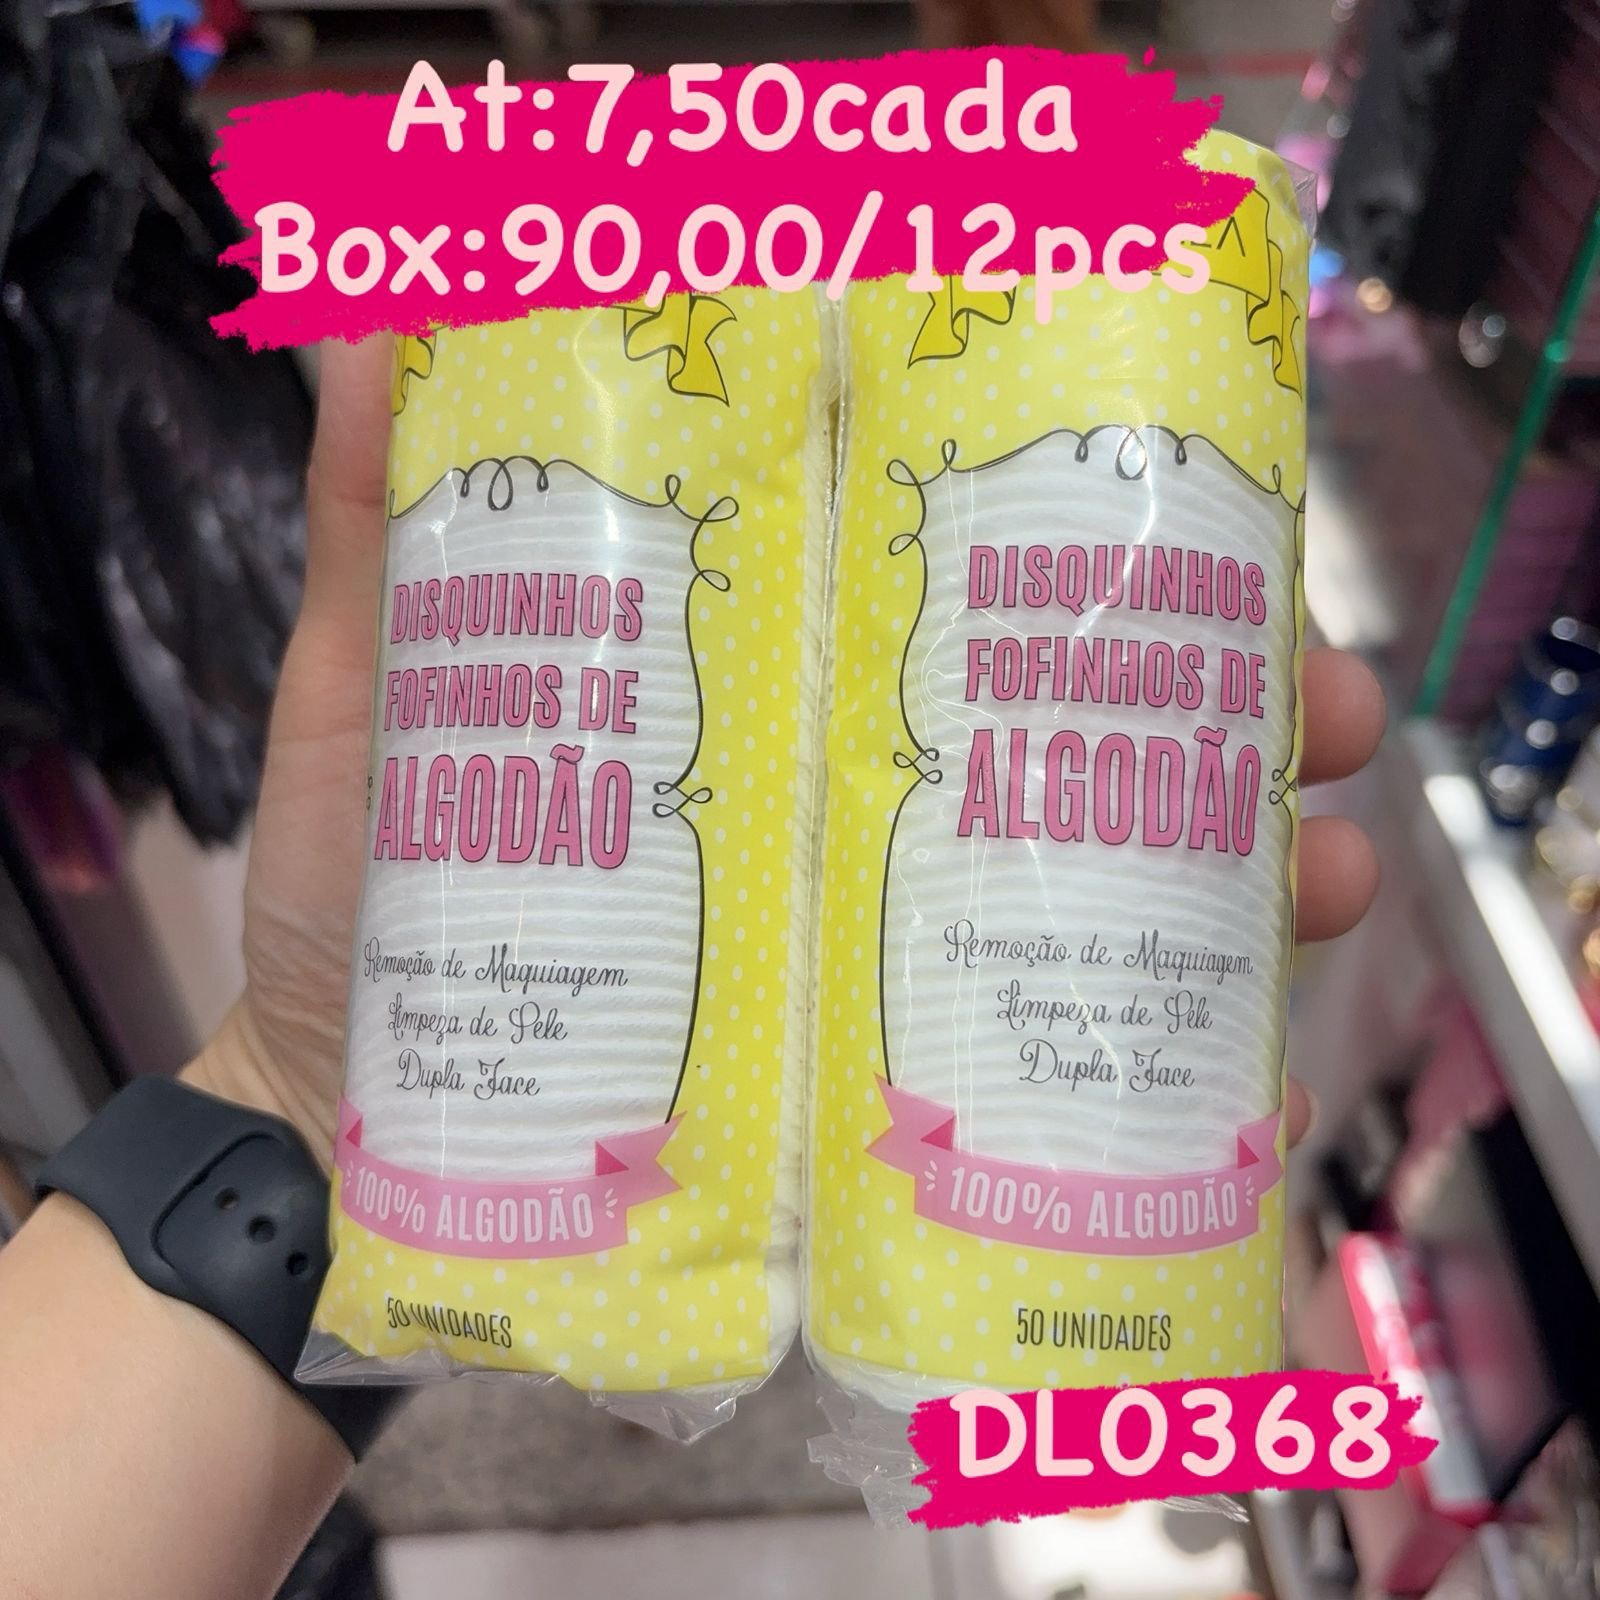 At:7,50cada
Box:90,00/12pcs
DISQUINHOS
FOFINHOS DE
ALGODÃO
Remoção de Maquiagem
Limpeza de Pele
Dupla Face
100% ALGODÃO
50 UNIDADES
DISQUINHOS
FOFINHOS DE
ALGODÃO
Remoção de Maquiagem
Limpeza de Pele
Dupla Face
100% ALGODÃO
50 UNIDADES
DL0368